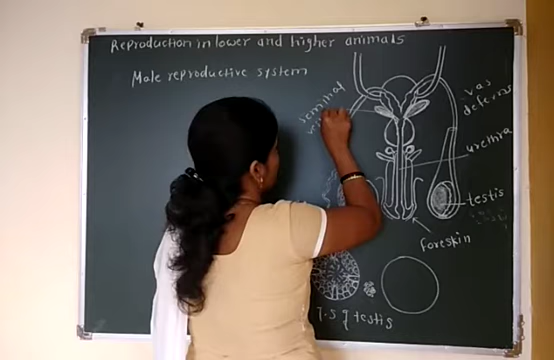 Reproduction in lower and higher animals
Male reproductive system
seminal
vas
deferens
urethra
testis
foreskin
T.S of testis